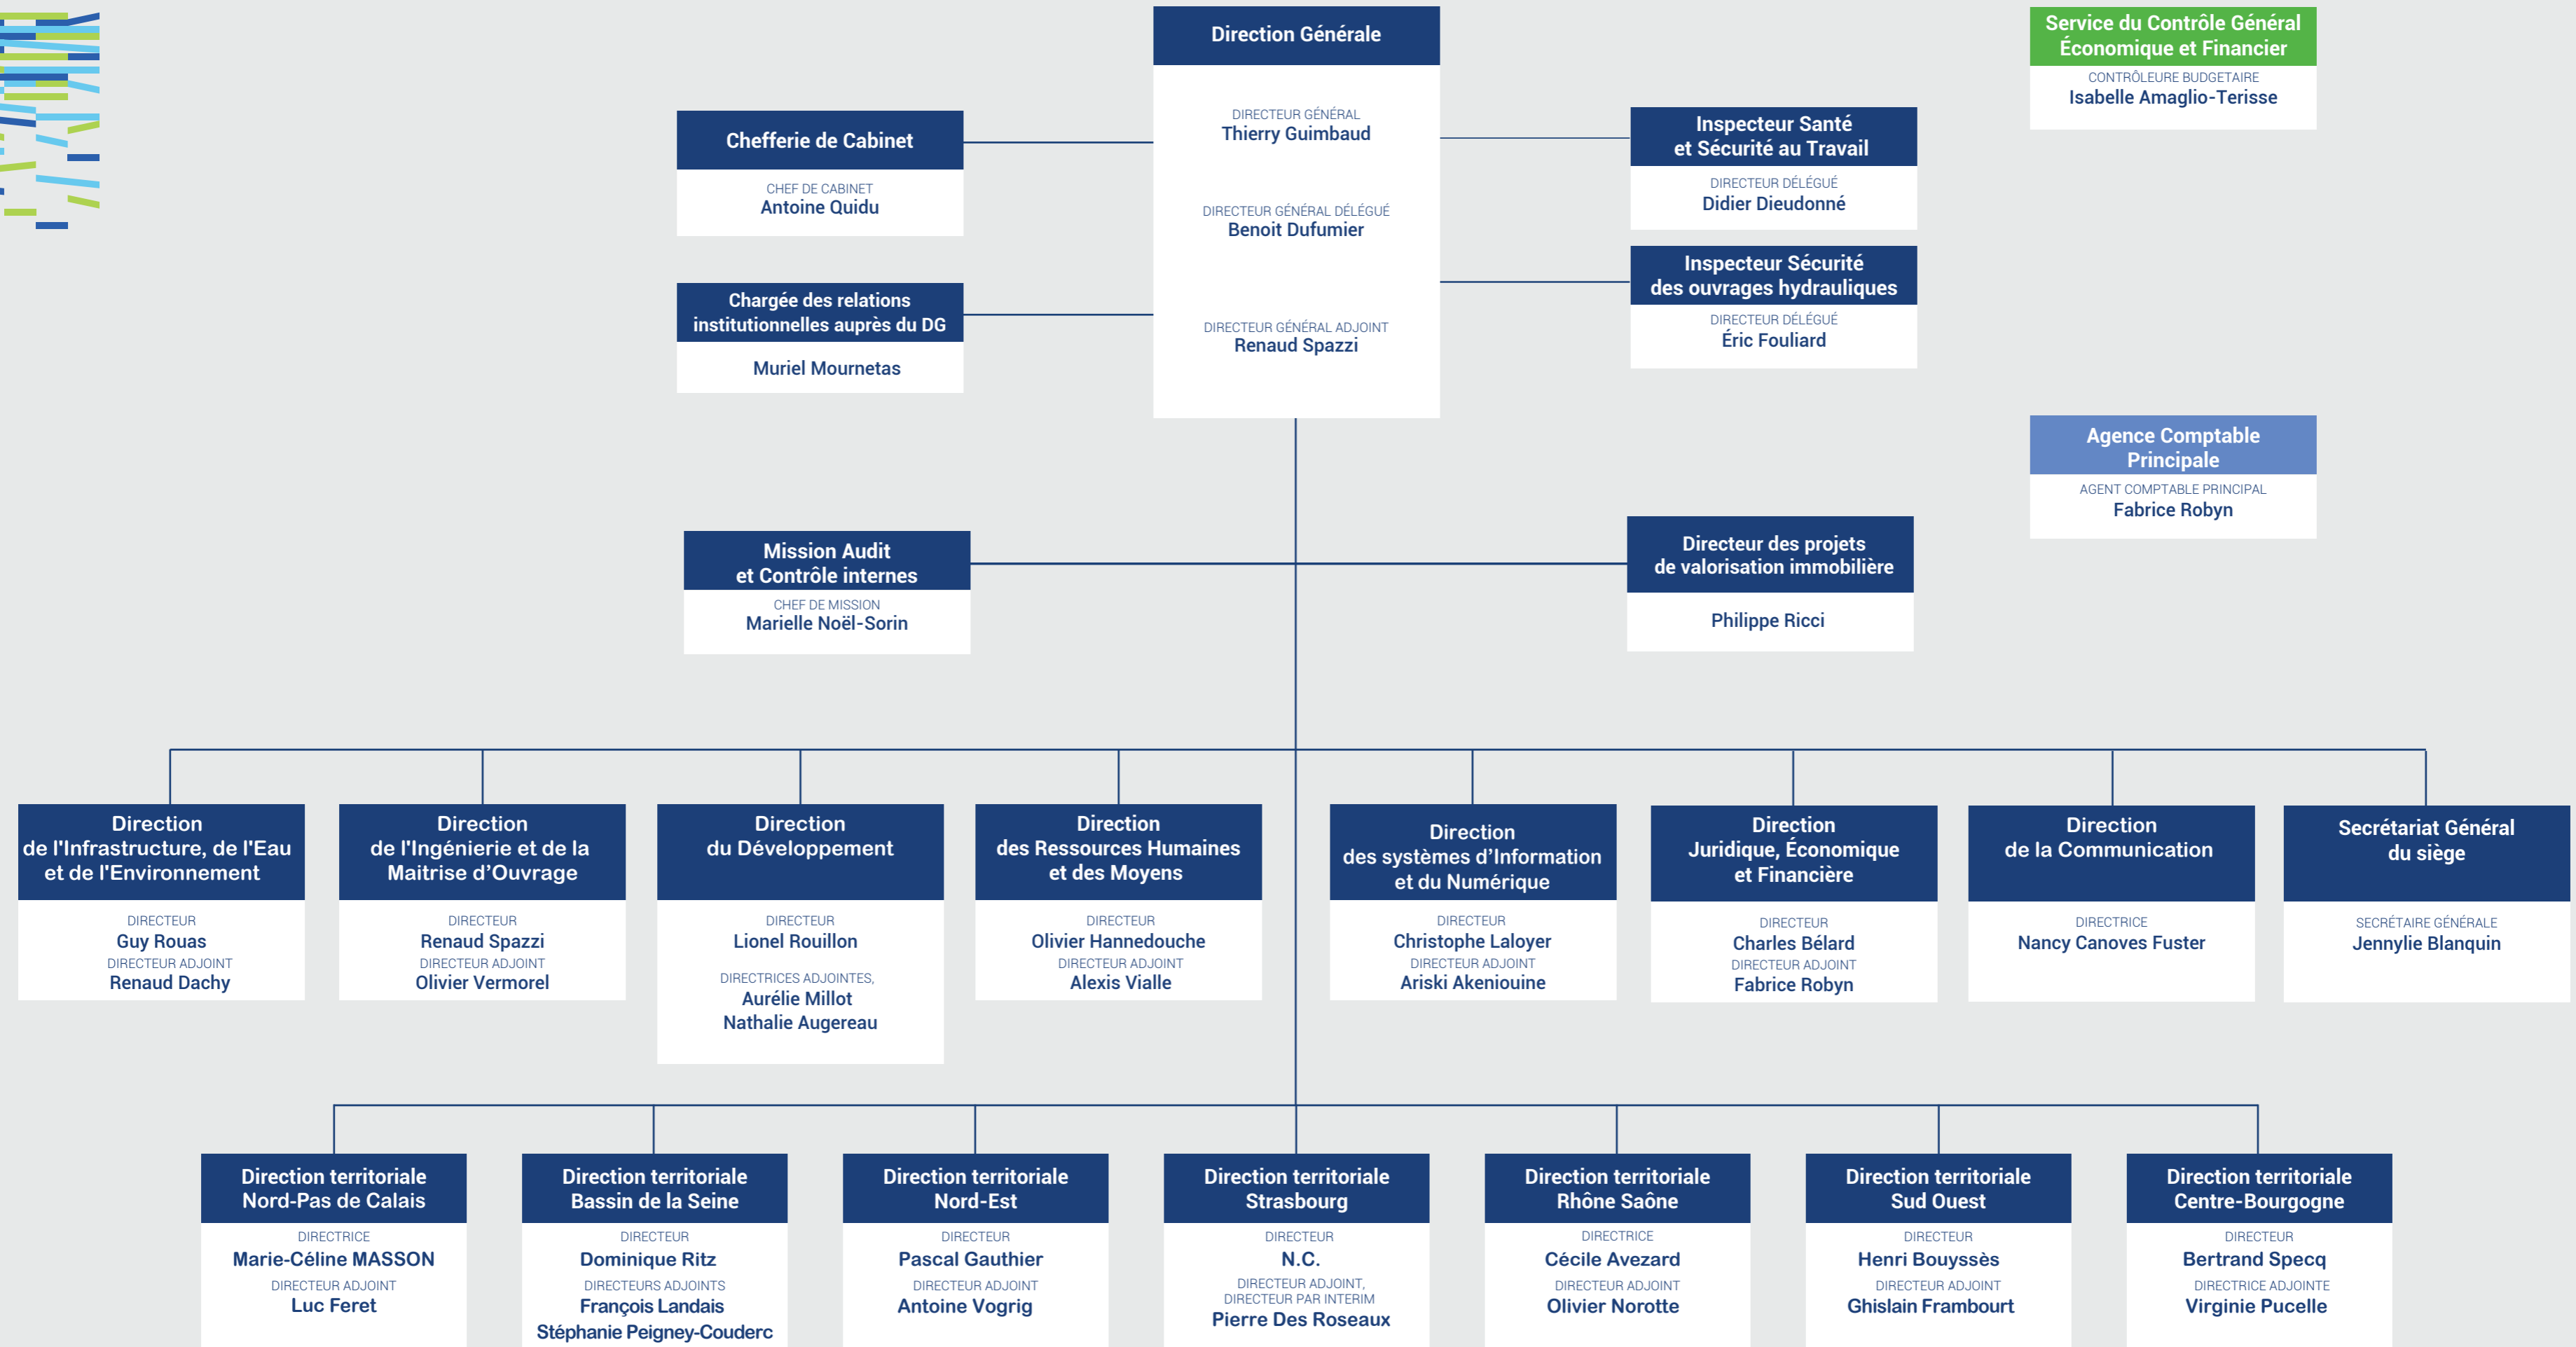 Direction Générale
DIRECTEUR GÉNÉRAL
Thierry Guimbaud
DIRECTEUR GÉNÉRAL DÉLÉGUÉ
Benoit Dufumier
DIRECTEUR GÉNÉRAL ADJOINT
Renaud Spazzi
Service du Contrôle Général
Économique et Financier
CONTRÔLEURE BUDGETAIRE
Isabelle Amaglio-Terisse
Chefferie de Cabinet
CHEF DE CABINET
Antoine Quidu
Inspecteur Santé
et Sécurité au Travail
DIRECTEUR DÉLÉGUÉ
Didier Dieudonné
Chargée des relations
institutionnelles auprès du DG
Muriel Mournetas
Inspecteur Sécurité
des ouvrages hydrauliques
DIRECTEUR DÉLÉGUÉ
Éric Fouliard
Agence Comptable
Principale
AGENT COMPTABLE PRINCIPAL
Fabrice Robyn
Mission Audit
et Contrôle internes
CHEF DE MISSION
Marielle Noël-Sorin
Directeur des projets
de valorisation immobilière
Philippe Ricci
Direction
de l'Infrastructure, de l'Eau
et de l'Environnement
DIRECTEUR
Guy Rouas
DIRECTEUR ADJOINT
Renaud Dachy
Direction
de l'Ingénierie et de la
Maitrise d'Ouvrage
DIRECTEUR
Renaud Spazzi
DIRECTEUR ADJOINT
Olivier Vermorel
Direction
du Développement
DIRECTEUR
Lionel Rouillon
DIRECTRICES ADJOINTES,
Aurélie Millot
Nathalie Augereau
Direction
des Ressources Humaines
et des Moyens
DIRECTEUR
Olivier Hannedouche
DIRECTEUR ADJOINT
Alexis Vialle
Direction
des systèmes d'Information
et du Numérique
DIRECTEUR
Christophe Laloyer
DIRECTEUR ADJOINT
Ariski Akeniouine
Direction
Juridique, Économique
et Financière
DIRECTEUR
Charles Bélard
DIRECTEUR ADJOINT
Fabrice Robyn
Direction
de la Communication
DIRECTRICE
Nancy Canoves Fuster
Secrétariat Général
du siège
SECRÉTAIRE GÉNÉRALE
Jennylie Blanquin
Direction territoriale
Nord-Pas de Calais
DIRECTRICE
Marie-Céline MASSON
DIRECTEUR ADJOINT
Luc Feret
Direction territoriale
Bassin de la Seine
DIRECTEUR
Dominique Ritz
DIRECTEURS ADJOINTS
François Landais
Stéphanie Peigney-Couderc
Direction territoriale
Nord-Est
DIRECTEUR
Pascal Gauthier
DIRECTEUR ADJOINT
Antoine Vogrig
Direction territoriale
Strasbourg
DIRECTEUR
N.C.
DIRECTEUR ADJOINT,
DIRECTEUR PAR INTERIM
Pierre Des Roseaux
Direction territoriale
Rhône Saône
DIRECTRICE
Cécile Avezard
DIRECTEUR ADJOINT
Olivier Norotte
Direction territoriale
Sud Ouest
DIRECTEUR
Henri Bouyssès
DIRECTEUR ADJOINT
Ghislain Frambourt
Direction territoriale
Centre-Bourgogne
DIRECTEUR
Bertrand Specq
DIRECTRICE ADJOINTE
Virginie Pucelle